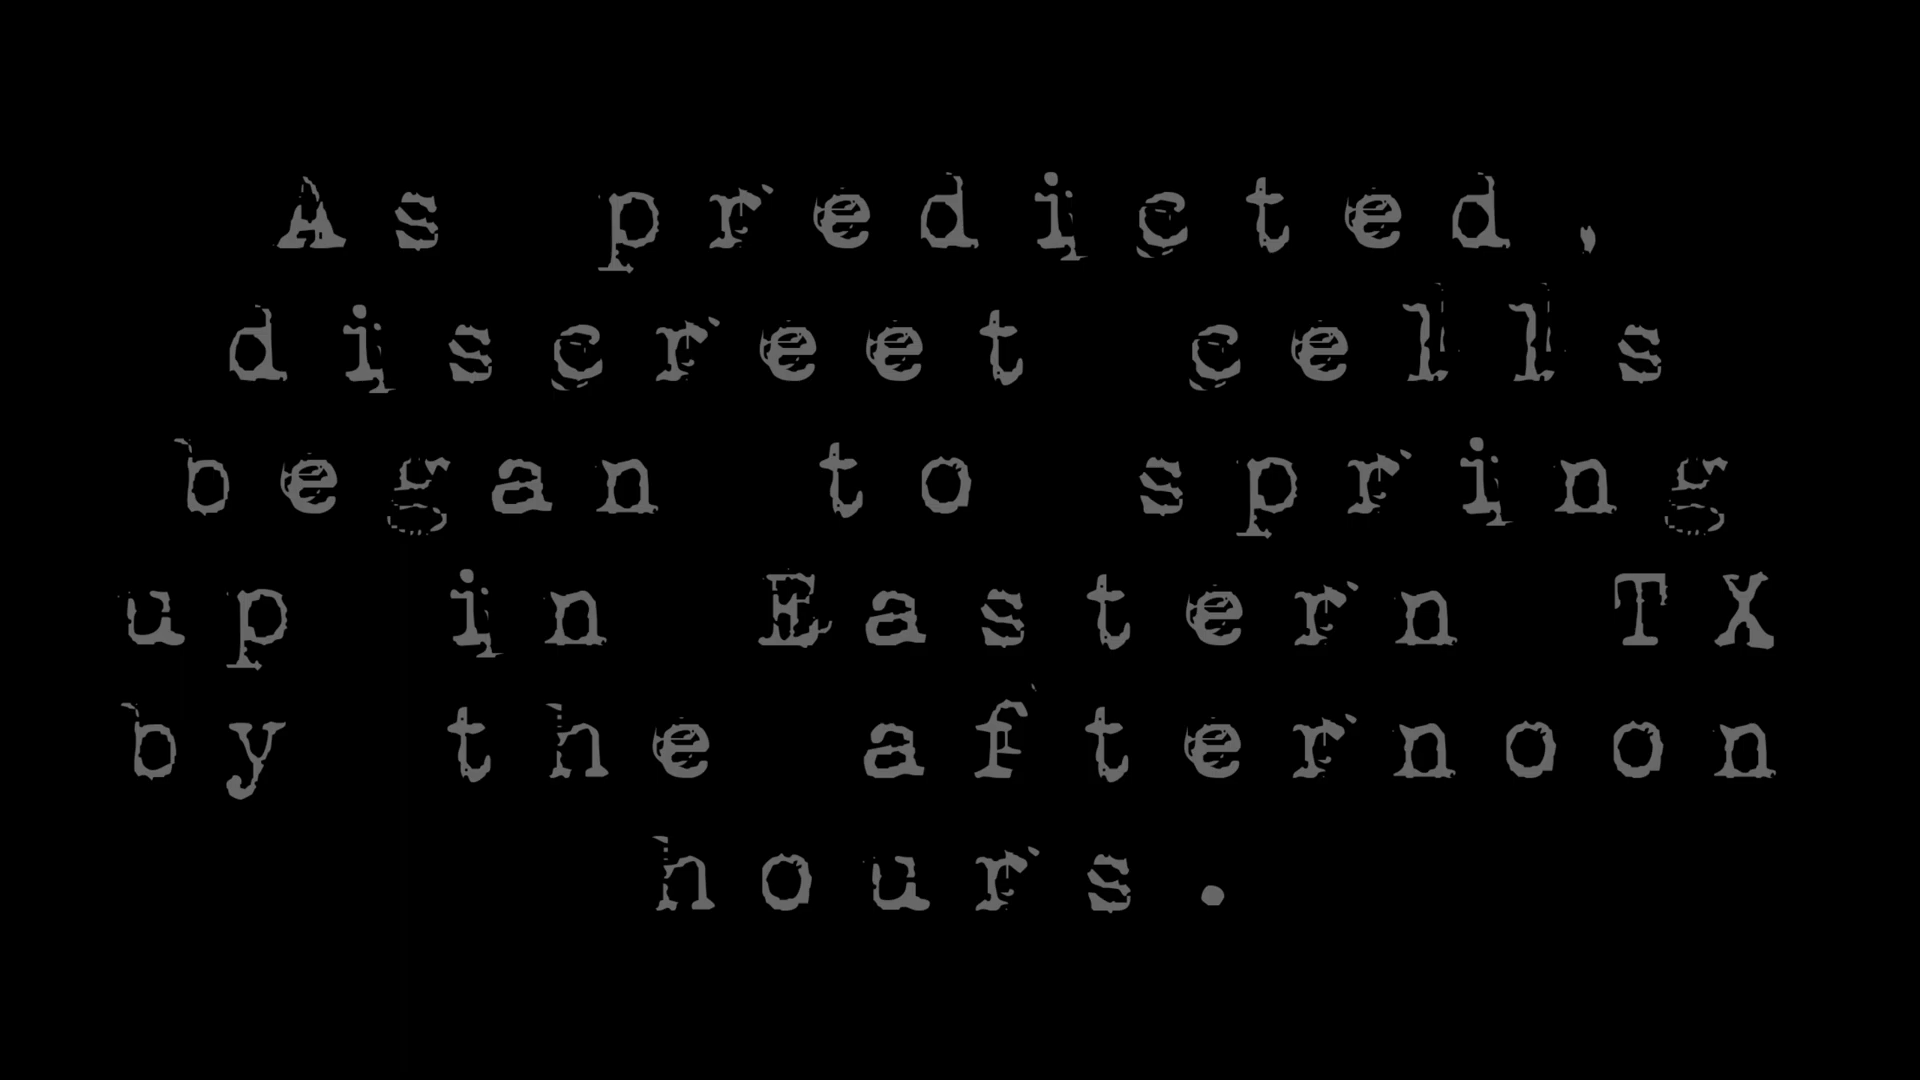 As predicted,
discreet cells
began to spring
up in Eastern TX
by the afternoon
hours.